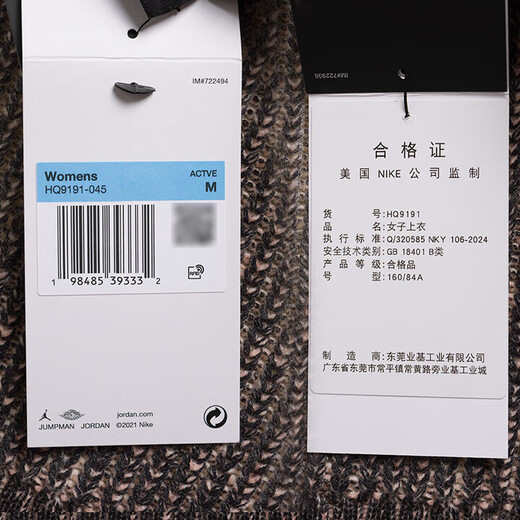 IM#722494
Womens
HQ9191-045
ACTVE
M
1 98485 39333 2
RFID
JUMPMAN JORDAN
jordan.com
©2021 Nike
IM#722935
合格证
美国 NIKE 公司监制
货号:HQ9191
品名:女子上衣
执行标准:Q/320585 NKY 106-2024
安全技术类别:GB 18401 B类
产品等级:合格品
号型:160/84A
制造商:东莞业基工业有限公司
广东省东莞市常平镇常黄路旁业基工业城